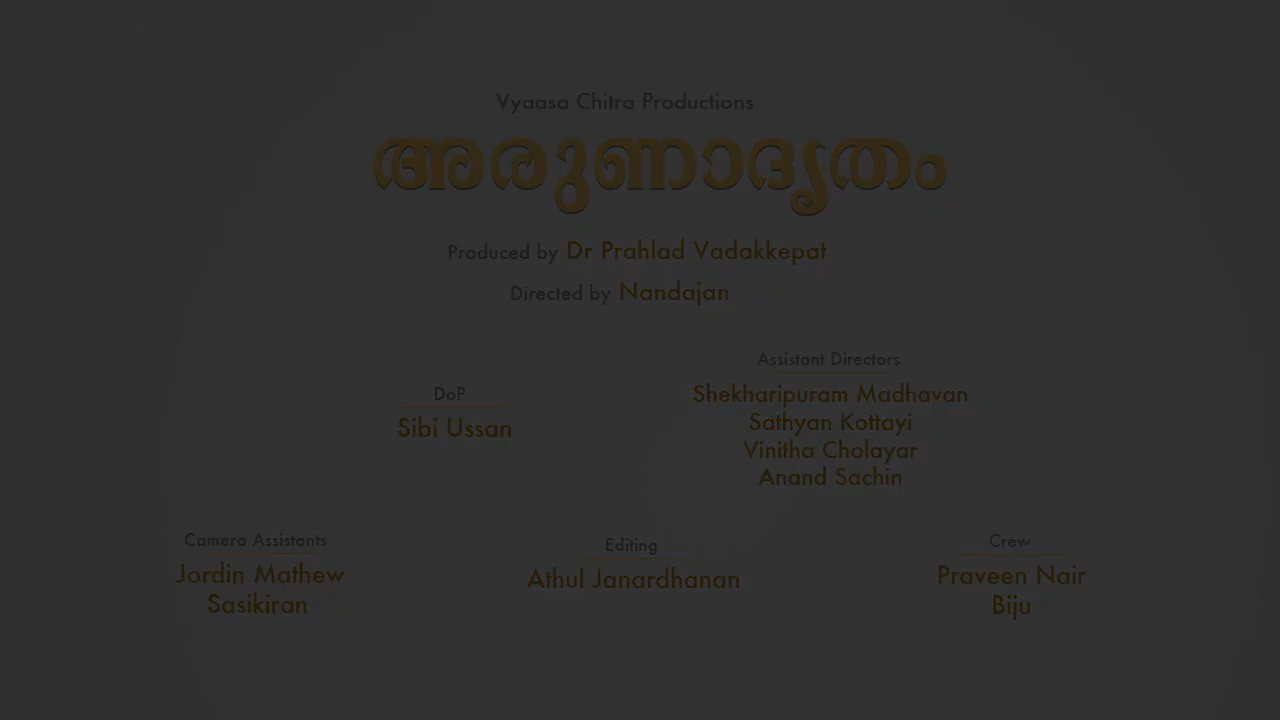 Vyaasa Chitra Productions
അരുണാദ്യതം
Produced by Dr Prahlad Vadakkepat
Directed by Nandajan
DoP
Sibi Ussan
Assistant Directors
Shekharipuram Madhavan
Sathyan Kottayi
Vinitha Cholayar
Anand Sachin
Camera Assistants
Jordin Mathew
Sasikiran
Editing
Athul Janardhanan
Crew
Praveen Nair
Biju